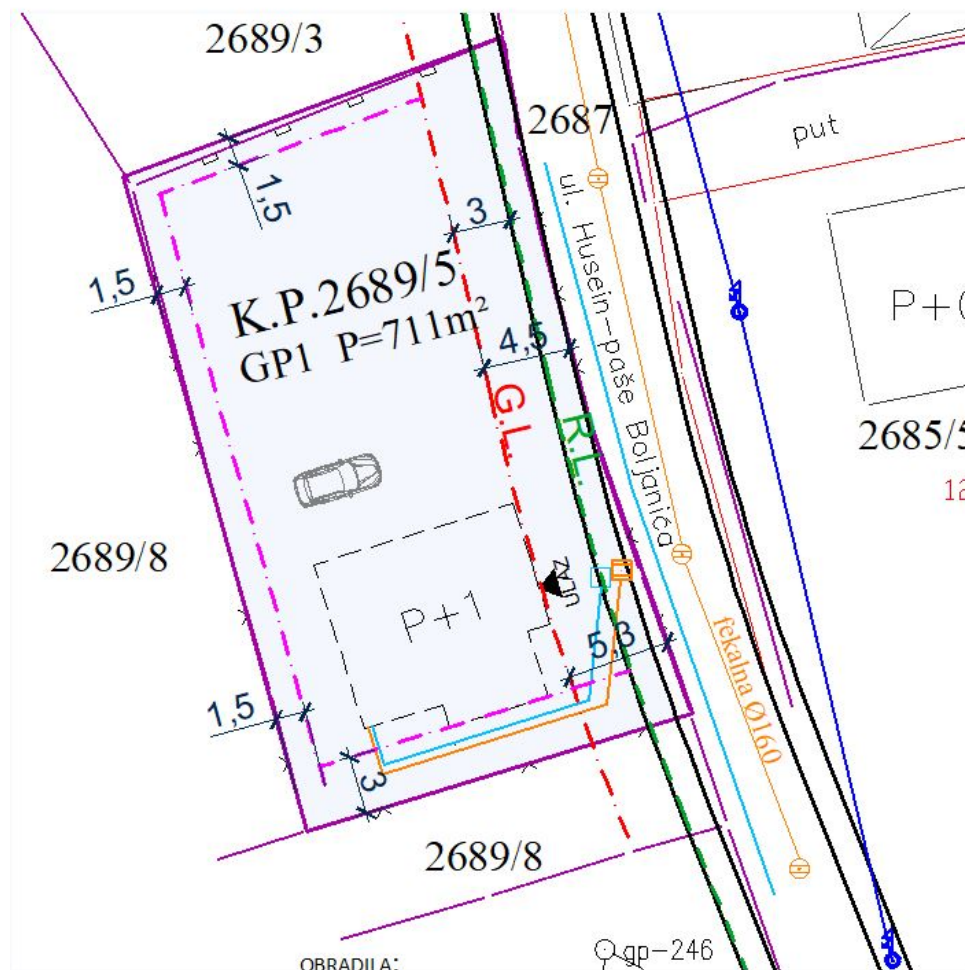 2689/3
2687
put
1,5
3
ul. Husein-paše Boljanića
1,5
K.P.2689/5
GP1 P=711m²
4,5
G.L.
R.L.
2685/5
12
2689/8
P+1
ULAZ
5,3
fekalna Ø160
1,5
3
2689/8
OBRADILA:
gp-246